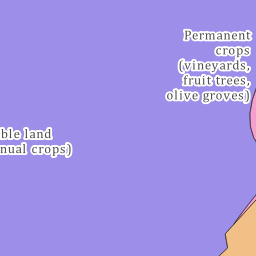 Permanent
crops
(vineyards,
fruit trees,
olive groves)
ble land
nual crops)